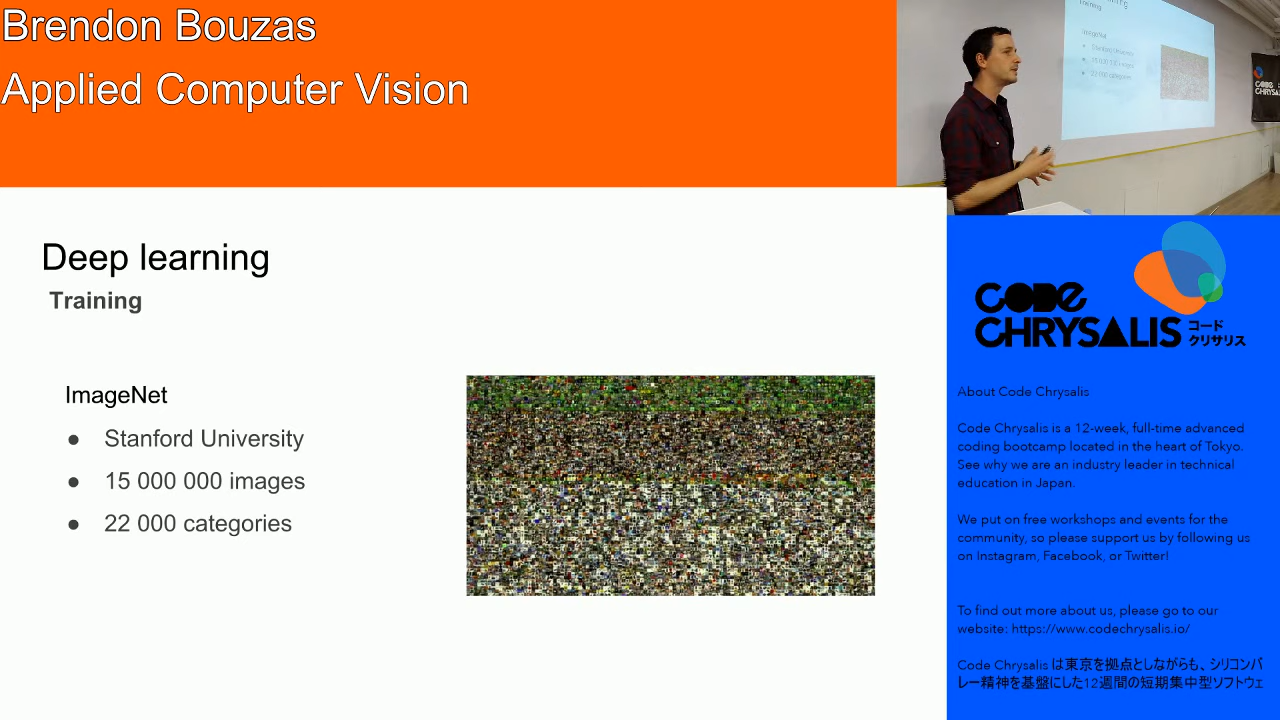 Brendon Bouzas
Applied Computer Vision
Deep learning
Training
ImageNet
● Stanford University
● 15 000 000 images
● 22 000 categories
CODE
CHRYSALIS
コード
クリサリス
About Code Chrysalis
Code Chrysalis is a 12-week, full-time advanced
coding bootcamp located in the heart of Tokyo.
See why we are an industry leader in technical
education in Japan.
We put on free workshops and events for the
community, so please support us by following us
on Instagram, Facebook, or Twitter!
To find out more about us, please go to our
website: https://www.codechrysalis.io/
Code Chrysalis は東京を拠点としながらも、シリコンバ
レー精神を基盤にした12週間の短期集中型ソフトウェ